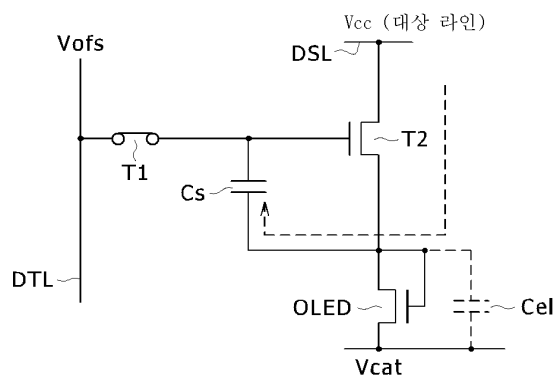 Vcc (대상 라인)
Vofs
DSL
T2
T1
Cs
DTL
OLED
Cel
Vcat